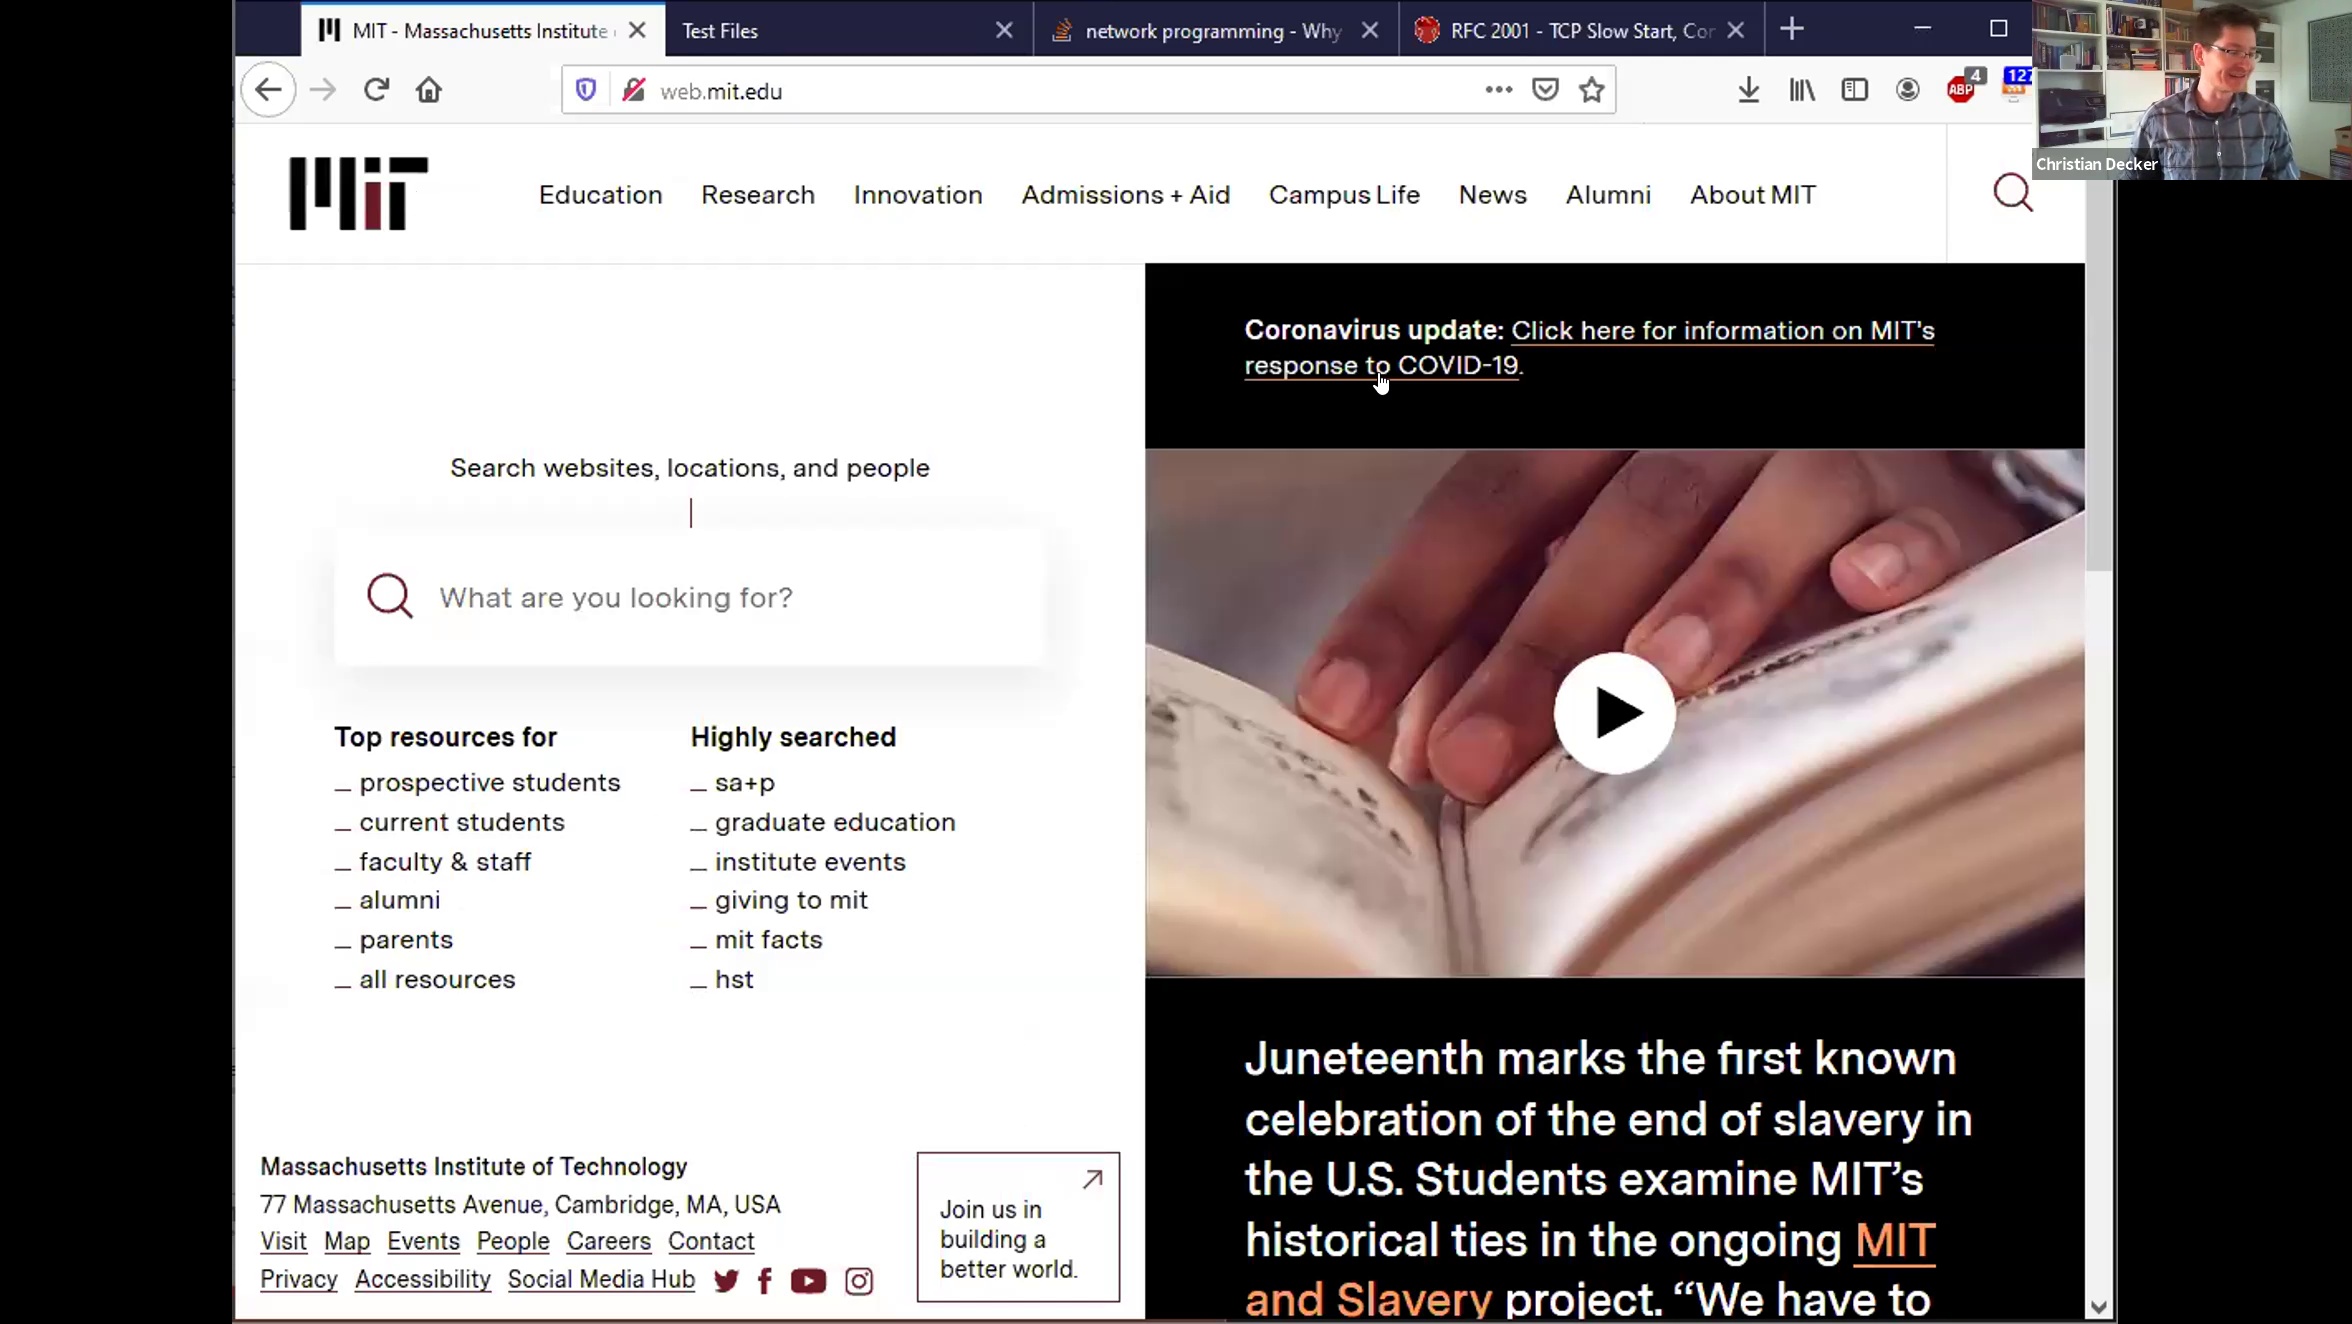 MIT - Massachusetts Institute
Test Files
network programming - Why
RFC 2001 - TCP Slow Start, Cor
web.mit.edu
ABP
4
127
Christian Decker
MIT
Education
Research
Innovation
Admissions + Aid
Campus Life
News
Alumni
About MIT
Coronavirus update: Click here for information on MIT's
response to COVID-19.
Search websites, locations, and people
What are you looking for?
Top resources for
prospective students
current students
faculty & staff
alumni
parents
all resources
Highly searched
sa+p
graduate education
institute events
giving to mit
mit facts
hst
Juneteenth marks the first known
celebration of the end of slavery in
the U.S. Students examine MIT’s
historical ties in the ongoing MIT
and Slavery project. “We have to
Massachusetts Institute of Technology
77 Massachusetts Avenue, Cambridge, MA, USA
Visit Map Events People Careers Contact
Privacy Accessibility Social Media Hub
Join us in
building a
better world.